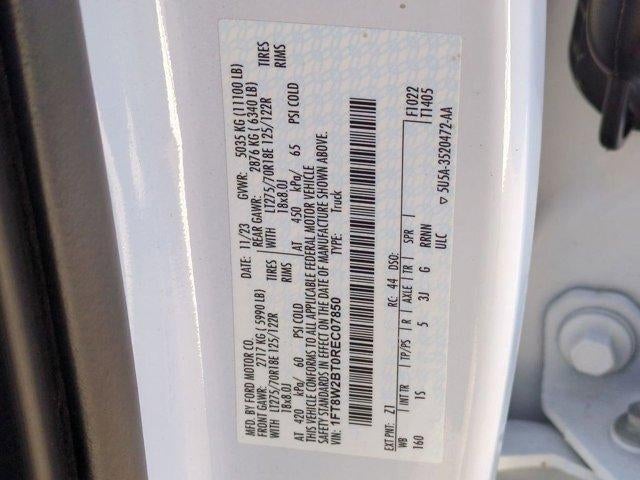 MFD. BY FORD MOTOR CO.
DATE: 11/23 GVWR: 5035 KG (11100 LB)
FRONT GAWR: 2717 KG ( 5990 LB) REAR GAWR: 2876 KG ( 6340 LB)
WITH LT275/70R18E 125/122R TIRES WITH LT275/70R18E 125/122R TIRES
18x8.0J RIMS 18x8.0J RIMS
AT 420 kPa/ 60 PSI COLD AT 450 kPa/ 65 PSI COLD
THIS VEHICLE CONFORMS TO ALL APPLICABLE FEDERAL MOTOR VEHICLE
SAFETY STANDARDS IN EFFECT ON THE DATE OF MANUFACTURE SHOWN ABOVE.
VIN: 1FT8W2BT0REC07850 TYPE: Truck
F1022
T1405
EXT PNT: Z1 RC: 44 DSO:
WB INT TR TP/PS R AXLE TR SPR
160 1S 5 3J G RRNN
ULC
5U5A-3520472-AA